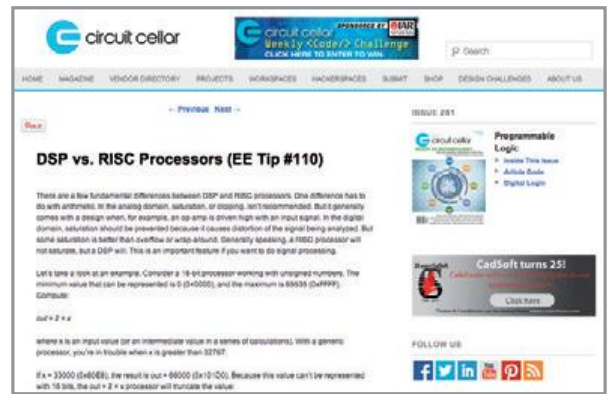 circuit cellar
circuit cellar SPONSORED BY IAR SYSTEMS
Weekly <Code/> Challenge
CLICK HERE TO ENTER TO WIN
Search
HOME MAGAZINE VENDOR DIRECTORY PROJECTS WORKSPACES HACKERSPACES SUBMIT SHOP DESIGN CHALLENGES ABOUT US
← Previous Next →
Pin it
DSP vs. RISC Processors (EE Tip #110)
There are a few fundamental differences between DSP and RISC processors. One difference has to
do with arithmetic. In the analog domain, saturation, or clipping, isn't recommended. But it generally
comes with a design when, for example, an op-amp is driven high with an input signal. In the digital
domain, saturation should be prevented because it causes distortion of the signal being analyzed. But
some saturation is better than overflow or wrap-around. Generally speaking, a RISC processor will
not saturate, but a DSP will. This is an important feature if you want to do signal processing.
Let's take a look at an example. Consider a 16-bit processor working with unsigned numbers. The
minimum value that can be represented is 0 (0x0000), and the maximum is 65535 (0xFFFF).
Compute:
out = 2 × x
where x is an input value (or an intermediate value in a series of calculations). With a generic
processor, you're in trouble when x is greater than 32767.
If x = 33000 (0x80E8), the result is out = 66000 (0x101D0). Because this value can't be represented
with 16 bits, the out = 2 × x processor will truncate the value:
ISSUE 281
circuit cellar
Programmable
Logic
Inside This Issue
Article Code
Digital Login
CadSoft turns 25!
Click here
FOLLOW US
You Tube